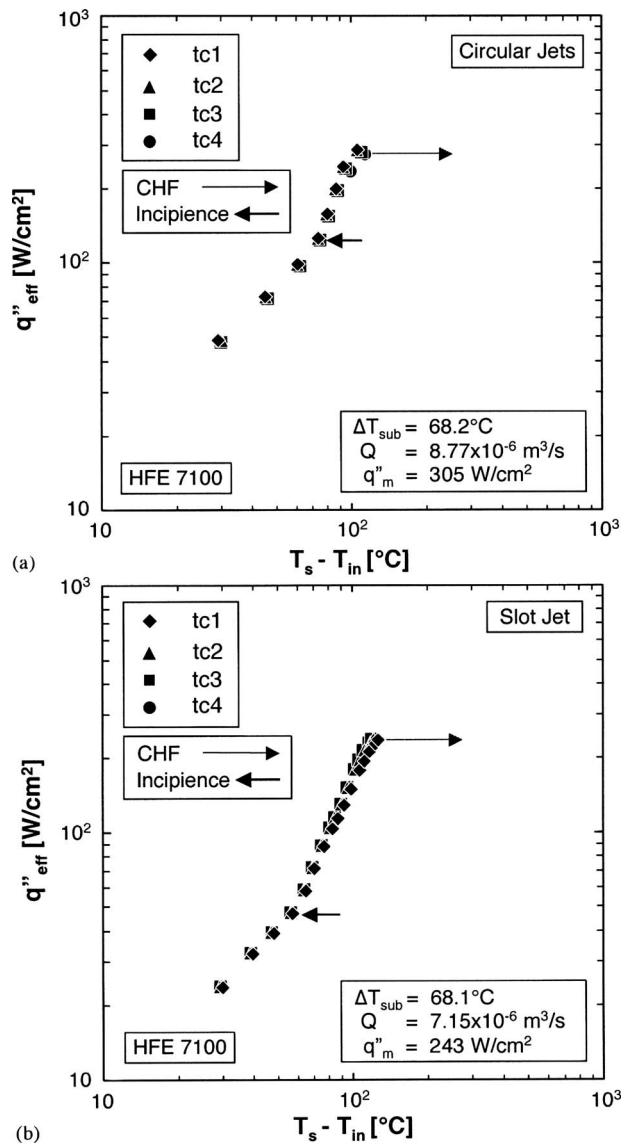 10³
tc1
tc2
tc3
tc4
Circular Jets
CHF
Incipience
10²
q"eff [W/cm²]
ΔTsub = 68.2°C
Q = 8.77x10⁻⁶ m³/s
q"m = 305 W/cm²
HFE 7100
10
10 10² 10³
Ts - Tin [°C]
(a)
10³
tc1
tc2
tc3
tc4
Slot Jet
CHF
Incipience
10²
q"eff [W/cm²]
ΔTsub = 68.1°C
Q = 7.15x10⁻⁶ m³/s
q"m = 243 W/cm²
HFE 7100
10
10 10² 10³
Ts - Tin [°C]
(b)